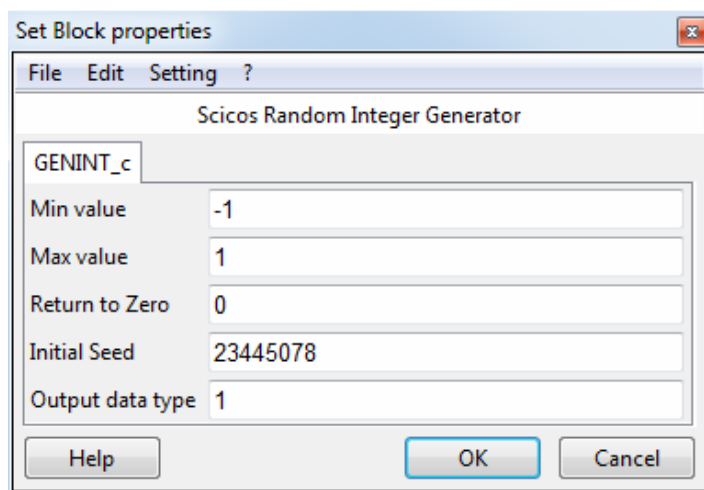 Set Block properties
File Edit Setting ?
Scicos Random Integer Generator
GENINT_c
Min value -1
Max value 1
Return to Zero 0
Initial Seed 23445078
Output data type 1
Help OK Cancel